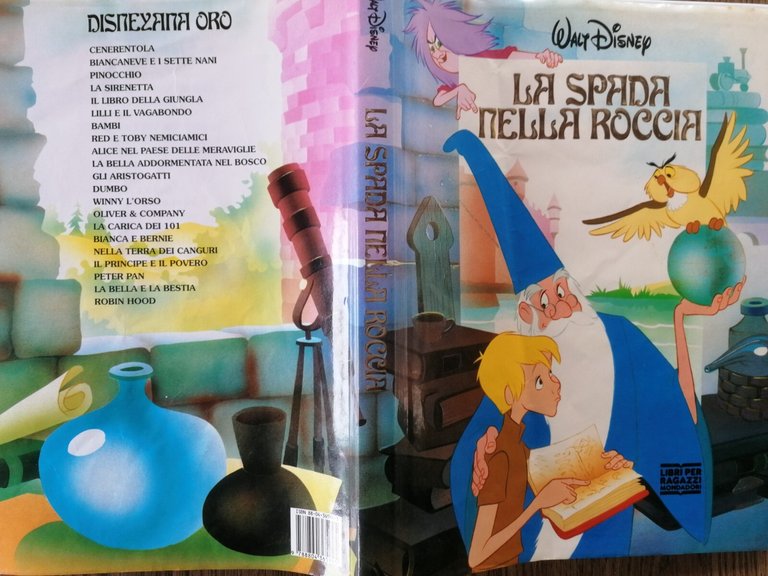 DISNEYANA ORO
CENERENTOLA
BIANCANEVE E I SETTE NANI
PINOCCHIO
LA SIRENETTA
IL LIBRO DELLA GIUNGLA
LILLI E IL VAGABONDO
BAMBI
RED E TOBY NEMICIAMICI
ALICE NEL PAESE DELLE MERAVIGLIE
LA BELLA ADDORMENTATA NEL BOSCO
GLI ARISTOGATTI
DUMBO
WINNY L'ORSO
OLIVER & COMPANY
LA CARICA DEI 101
BIANCA E BERNIE
NELLA TERRA DEI CANGURI
IL PRINCIPE E IL POVERO
PETER PAN
LA BELLA E LA BESTIA
ROBIN HOOD
ISBN 88-04-
Walt Disney
LA SPADA NELLA ROCCIA
WALT DISNEY
LA SPADA
NELLA ROCCIA
LIBRI PER
RAGAZZI
MONDADORI